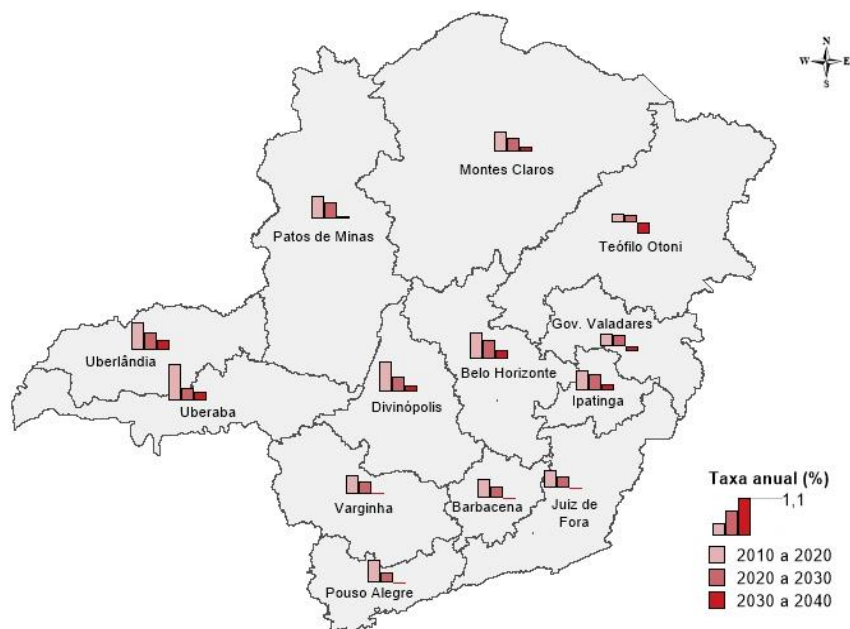 N
W E
S
Montes Claros
Patos de Minas
Teófilo Otoni
Gov. Valadares
Uberlândia
Belo Horizonte
Ipatinga
Uberaba
Divinópolis
Varginha
Barbacena
Juiz de
Fora
Pouso Alegre
Taxa anual (%)
1,1
2010 a 2020
2020 a 2030
2030 a 2040